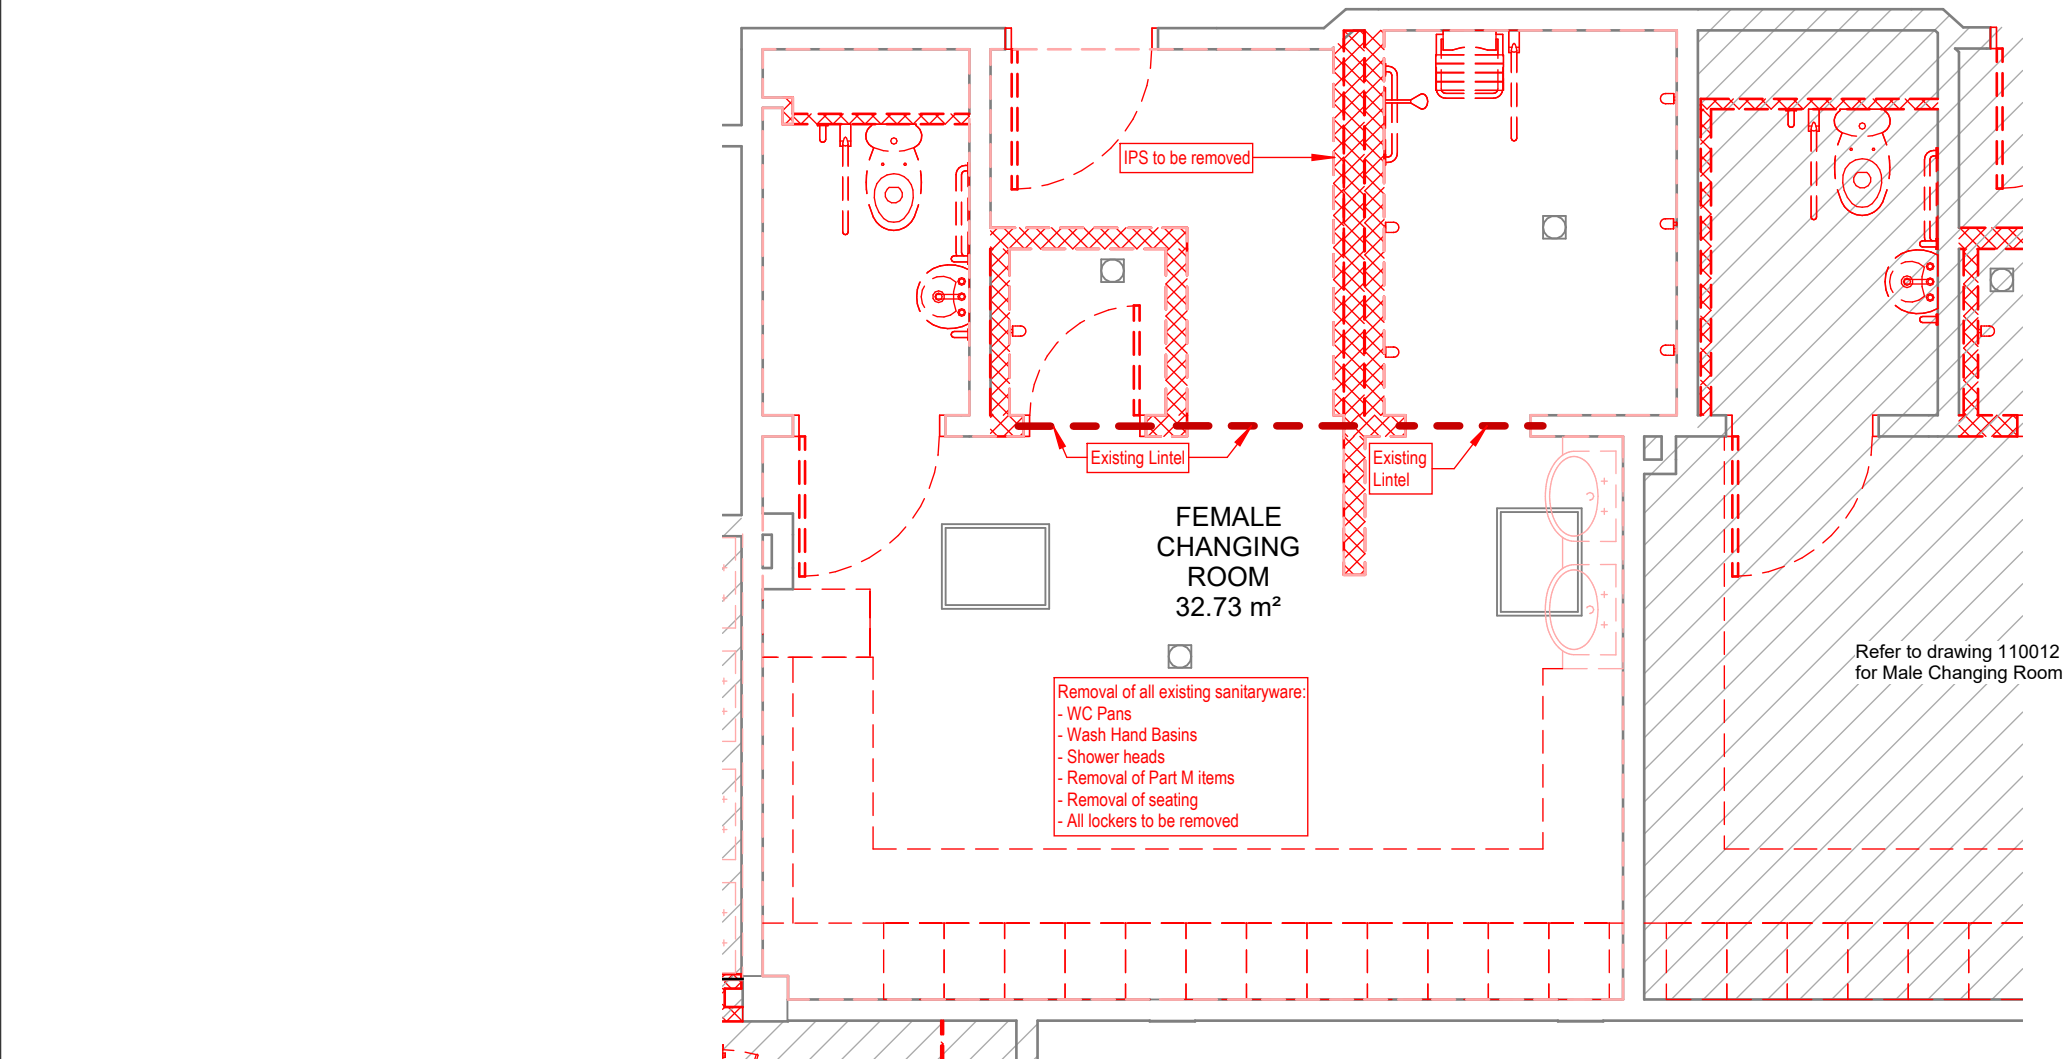 IPS to be removed
Existing Lintel
Existing
Lintel
FEMALE
CHANGING
ROOM
32.73 m²
Refer to drawing 110012
for Male Changing Room
Removal of all existing sanitaryware:
- WC Pans
- Wash Hand Basins
- Shower heads
- Removal of Part M items
- Removal of seating
- All lockers to be removed